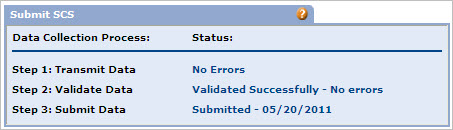 Submit SCS ?
Data Collection Process: Status:
Step 1: Transmit Data No Errors
Step 2: Validate Data Validated Successfully - No errors
Step 3: Submit Data Submitted - 05/20/2011